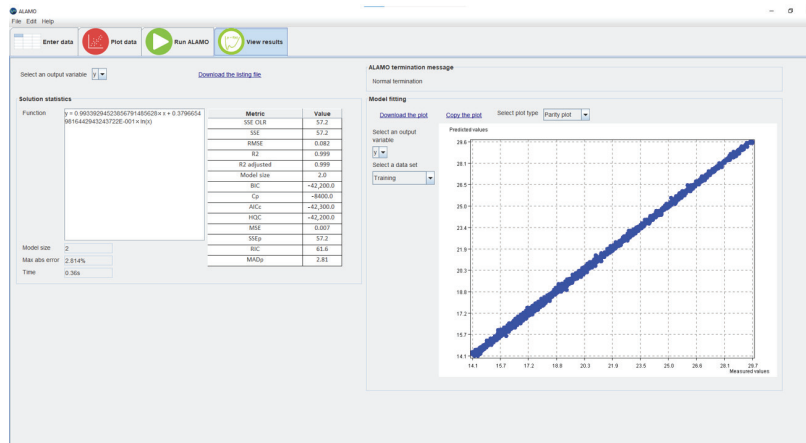 ALAMO
File Edit Help
Enter data
Plot data
Run ALAMO
View results
Select an output variable y
Download the listing file
ALAMO termination message
Normal termination
Solution statistics
Function
y = 0.99339294523856791485628× x + 0.3796654
9816442943243722E-001× ln(x)
Metric Value
SSE OLR 57.2
SSE 57.2
RMSE 0.082
R2 0.999
R2 adjusted 0.999
Model size 2.0
BIC -42,200.0
Cp -8400.0
AICc -42,300.0
HQC -42,200.0
MSE 0.007
SSEp 57.2
RIC 61.6
MADp 2.81
Model size 2
Max abs error 2.814%
Time 0.36s
Model fitting
Download the plot
Copy the plot
Select plot type Parity plot
Select an output
variable
y
Select a data set
Training
Predicted values
29.6
28.1
26.5
25.0
23.4
21.9
20.3
18.8
17.2
15.7
14.1
14.1 15.7 17.2 18.8 20.3 21.9 23.5 25.0 26.6 28.1 29.7
Measured values